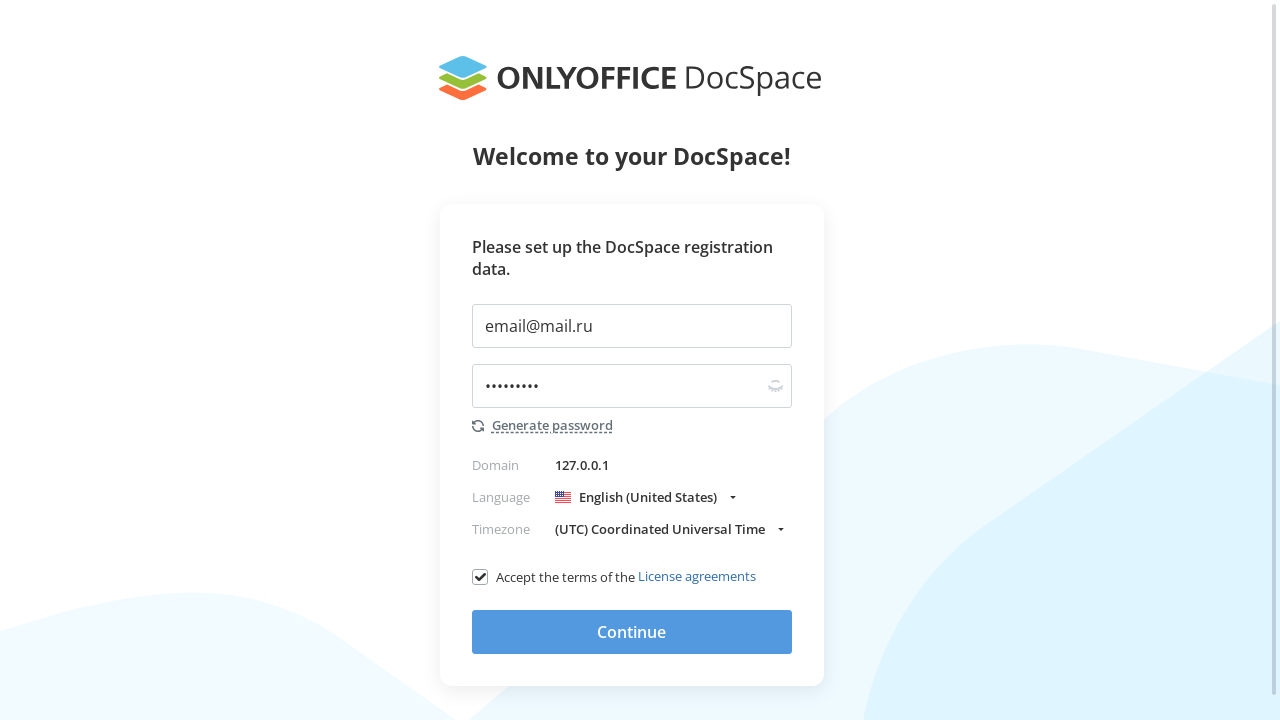 ONLYOFFICE DocSpace
Welcome to your DocSpace!
Please set up the DocSpace registration
data.
email@mail.ru
•••••••••
Generate password
Domain 127.0.0.1
Language English (United States)
Timezone (UTC) Coordinated Universal Time
Accept the terms of the License agreements
Continue